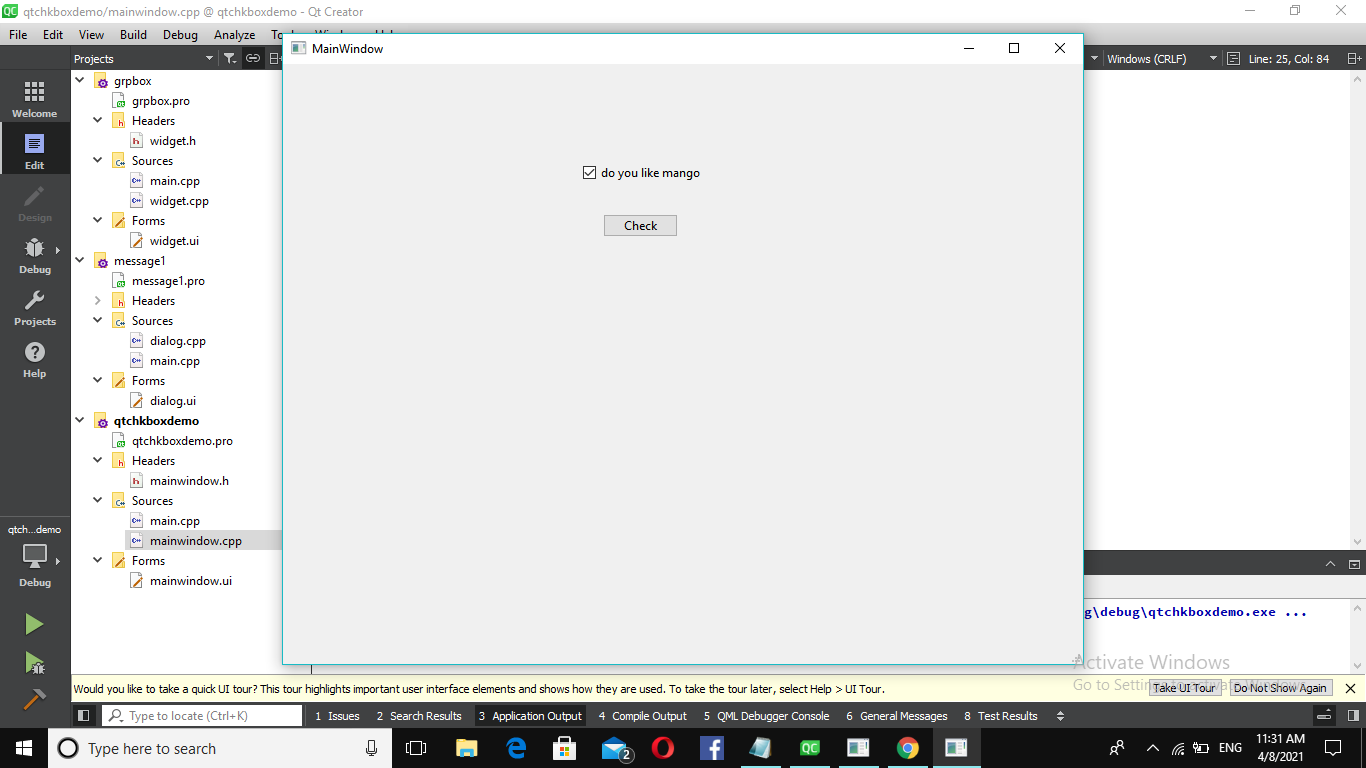 qtchkboxdemo/mainwindow.cpp @ qtchkboxdemo - Qt Creator
File Edit View Build Debug Analyze
MainWindow
Projects
Windows (CRLF)
Line: 25, Col: 84
Welcome
Edit
Design
Debug
Projects
Help
qtch...demo
Debug
grpbox
grpbox.pro
Headers
widget.h
Sources
main.cpp
widget.cpp
Forms
widget.ui
message1
message1.pro
Headers
Sources
dialog.cpp
main.cpp
Forms
dialog.ui
qtchkboxdemo
qtchkboxdemo.pro
Headers
mainwindow.h
Sources
main.cpp
mainwindow.cpp
Forms
mainwindow.ui
do you like mango
Check
g\debug\qtchkboxdemo.exe ...
Activate Windows
Go to Settings to activate Windows.
Would you like to take a quick UI tour? This tour highlights important user interface elements and shows how they are used. To take the tour later, select Help > UI Tour.
Take UI Tour
Do Not Show Again
Type to locate (Ctrl+K)
1 Issues
2 Search Results
3 Application Output
4 Compile Output
5 QML Debugger Console
6 General Messages
8 Test Results
Type here to search
2
ENG
11:31 AM
4/8/2021